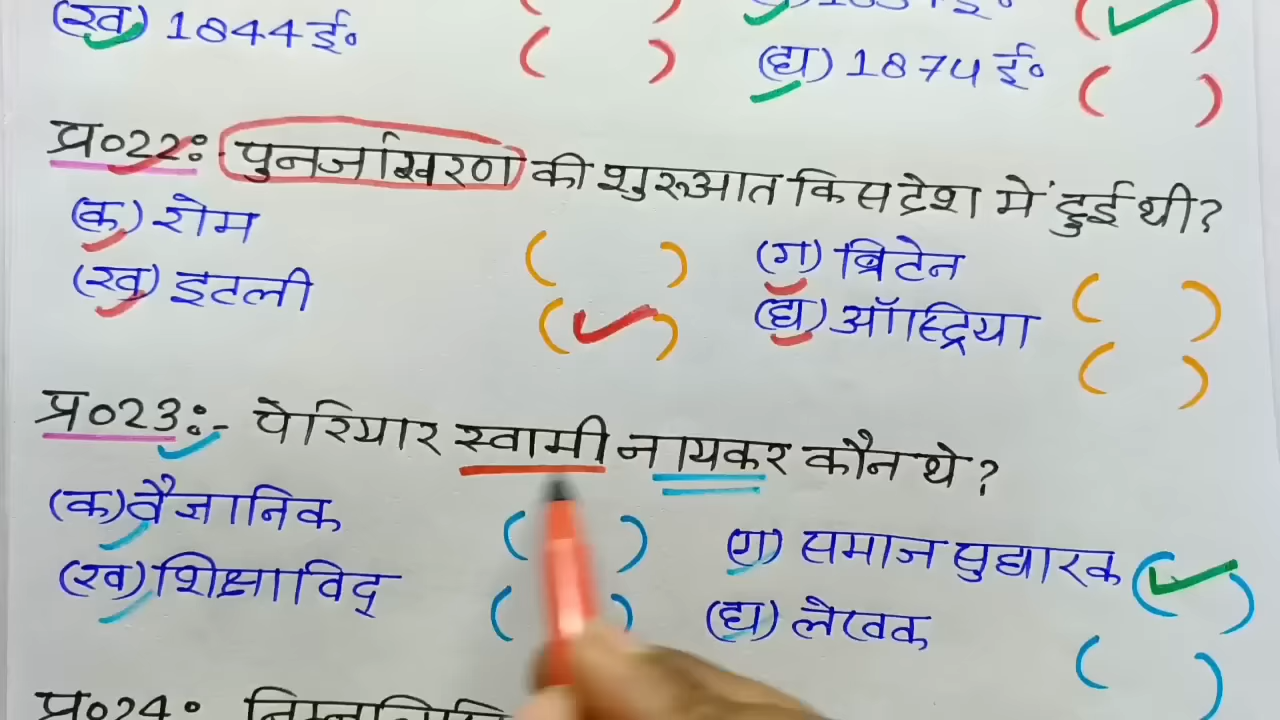 (ख) 1844 ई०
(घ) 1874 ई०
प्र०22:- पुनर्जागरण की शुरूआत किस देश में हुई थी?
(क) रोम
(ग) ब्रिटेन
(ख) इटली
(घ) ऑस्ट्रिया
प्र०23:- पेरियार स्वामी नायकर कौन थे?
(क) वैज्ञानिक
(ग) समाज सुधारक
(ख) शिक्षाविद्
(घ) लेखक
प्र०24: